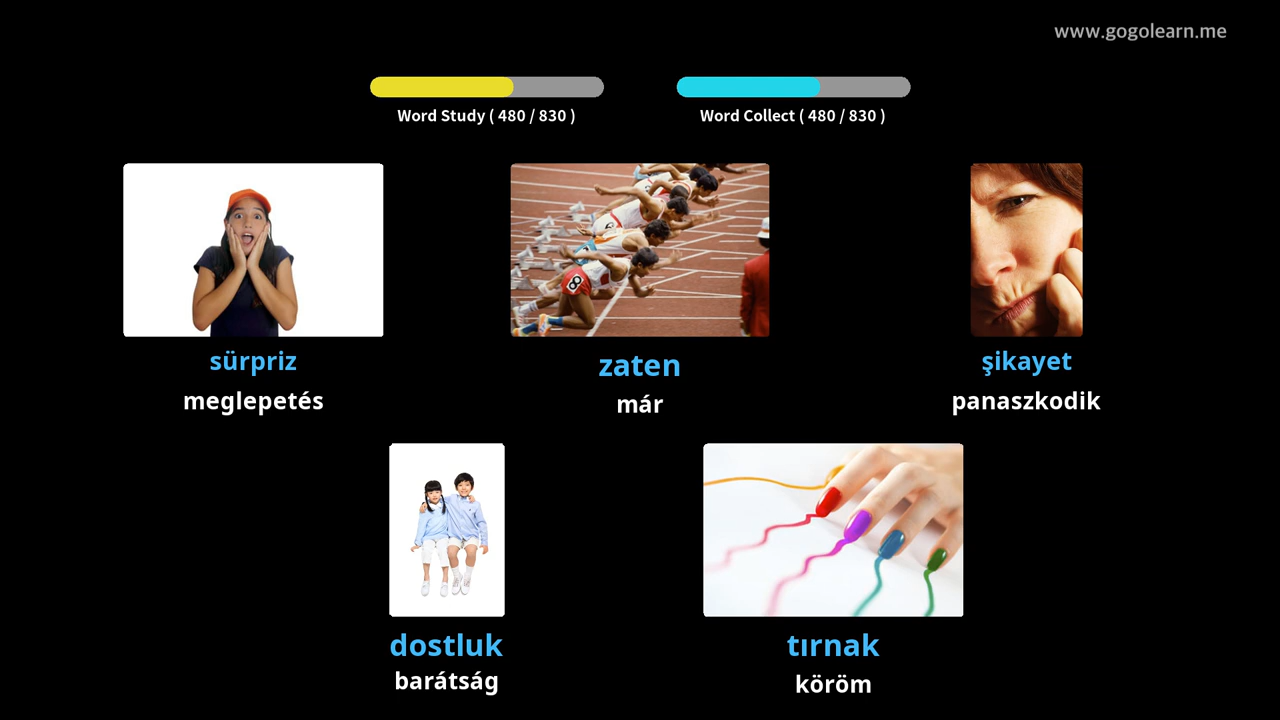 www.gogolearn.me
Word Study ( 480 / 830 )
Word Collect ( 480 / 830 )
sürpriz
meglepetés
zaten
már
şikayet
panaszkodik
8
dostluk
barátság
tırnak
köröm